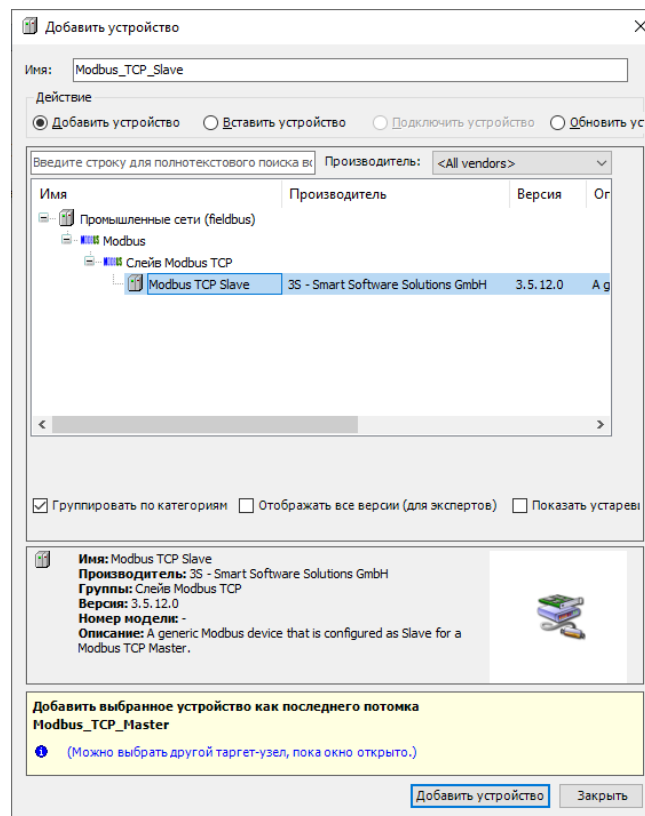 Добавить устройство
Имя: Modbus_TCP_Slave
Действие
Добавить устройство Вставить устройство Подключить устройство Обновить ус
Введите строку для полнотекстового поиска вс Производитель: <All vendors>
Имя Производитель Версия Оп
Промышленные сети (fieldbus)
Modbus
Слейв Modbus TCP
Modbus TCP Slave 3S - Smart Software Solutions GmbH 3.5.12.0 A g
Группировать по категориям Отображать все версии (для экспертов) Показать устареви
Имя: Modbus TCP Slave
Производитель: 3S - Smart Software Solutions GmbH
Группы: Слейв Modbus TCP
Версия: 3.5.12.0
Номер модели: -
Описание: A generic Modbus device that is configured as Slave for a
Modbus TCP Master.
Добавить выбранное устройство как последнего потомка
Modbus_TCP_Master
(Можно выбрать другой таргет-узел, пока окно открыто.)
Добавить устройство Закрыть